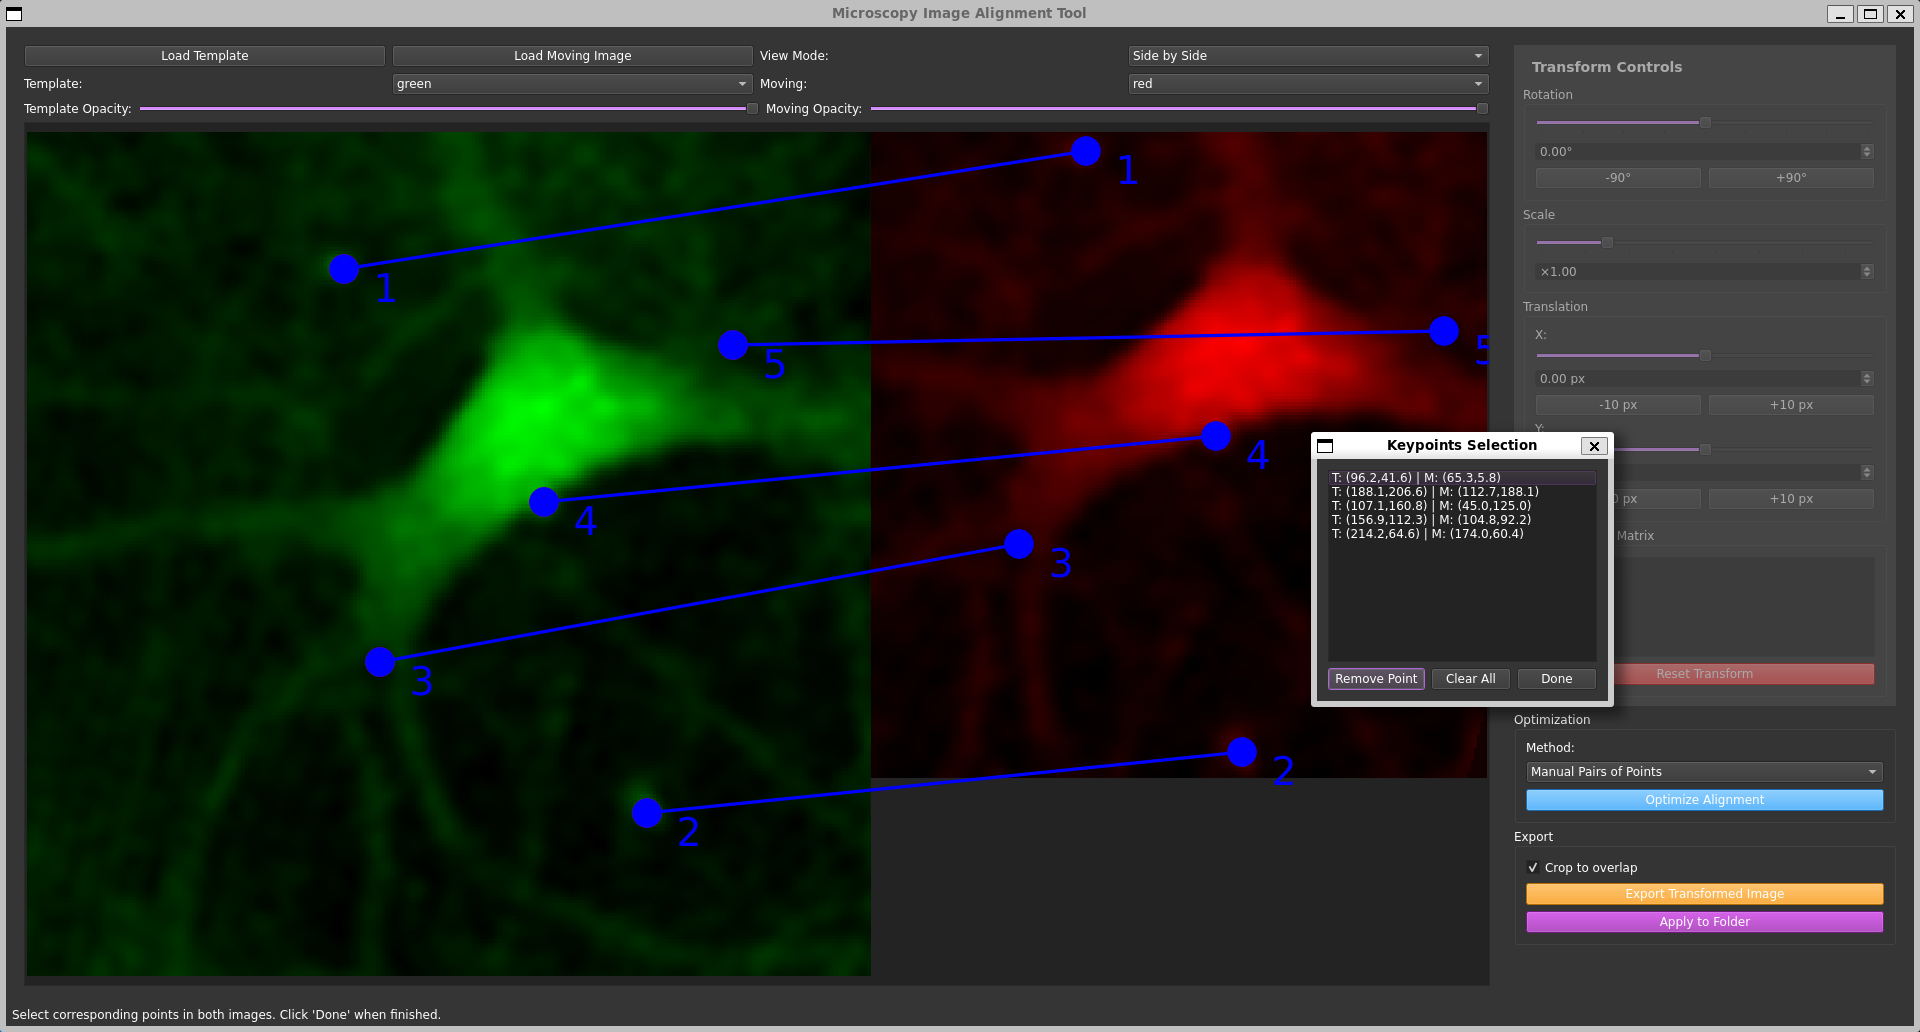 Microscopy Image Alignment Tool
Load Template
Load Moving Image
View Mode:
Side by Side
Template:
green
Moving:
red
Template Opacity:
Moving Opacity:
1
1
5
5
4
4
3
3
2
2
Transform Controls
Rotation
0.00°
-90°
+90°
Scale
×1.00
Translation
X:
0.00 px
-10 px
+10 px
Y:
px
+10 px
Matrix
Reset Transform
Keypoints Selection
T: (96.2,41.6) | M: (65.3,5.8)
T: (188.1,206.6) | M: (112.7,188.1)
T: (107.1,160.8) | M: (45.0,125.0)
T: (156.9,112.3) | M: (104.8,92.2)
T: (214.2,64.6) | M: (174.0,60.4)
Remove Point
Clear All
Done
Optimization
Method:
Manual Pairs of Points
Optimize Alignment
Export
Crop to overlap
Export Transformed Image
Apply to Folder
Select corresponding points in both images. Click 'Done' when finished.